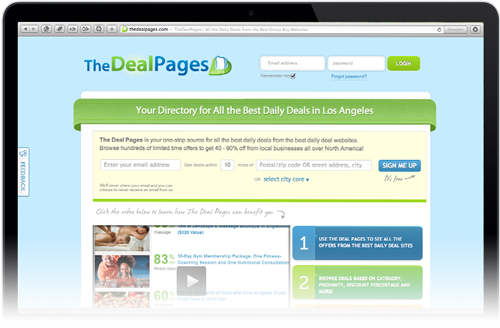 thedealpages.com — TheDealPages :: All the Daily Deals from the Best Group Buy Websites
TheDealPages
Email address
password
LOGIN
Remember me
Forgot password?
Your Directory for All the Best Daily Deals in Los Angeles
The Deal Pages is your one-stop source for all the best daily deals from the best daily deal websites.
Browse hundreds of limited time offers to get 40 - 90% off from local businesses all over North America!
Enter your email address
See deals within
10
miles of
Postal/zip code OR street address, city
SIGN ME UP
We'll never share your email and you can
choose to never receive an email from us
OR select city core
It's free
FEEDBACK
Click the video below to learn how The Deal Pages can benefit you
message
($320 Value)
83%
30-Day Gym Membership Package, One Fitness-
Coaching Session and One Nutritional Consultation
fitness
1
USE THE DEAL PAGES TO SEE ALL THE
OFFERS FROM THE BEST DAILY DEAL SITES
2
BROWSE DEALS BASED ON CATEGORY,
PROXIMITY, DISCOUNT PERCENTAGE AND
MORE!